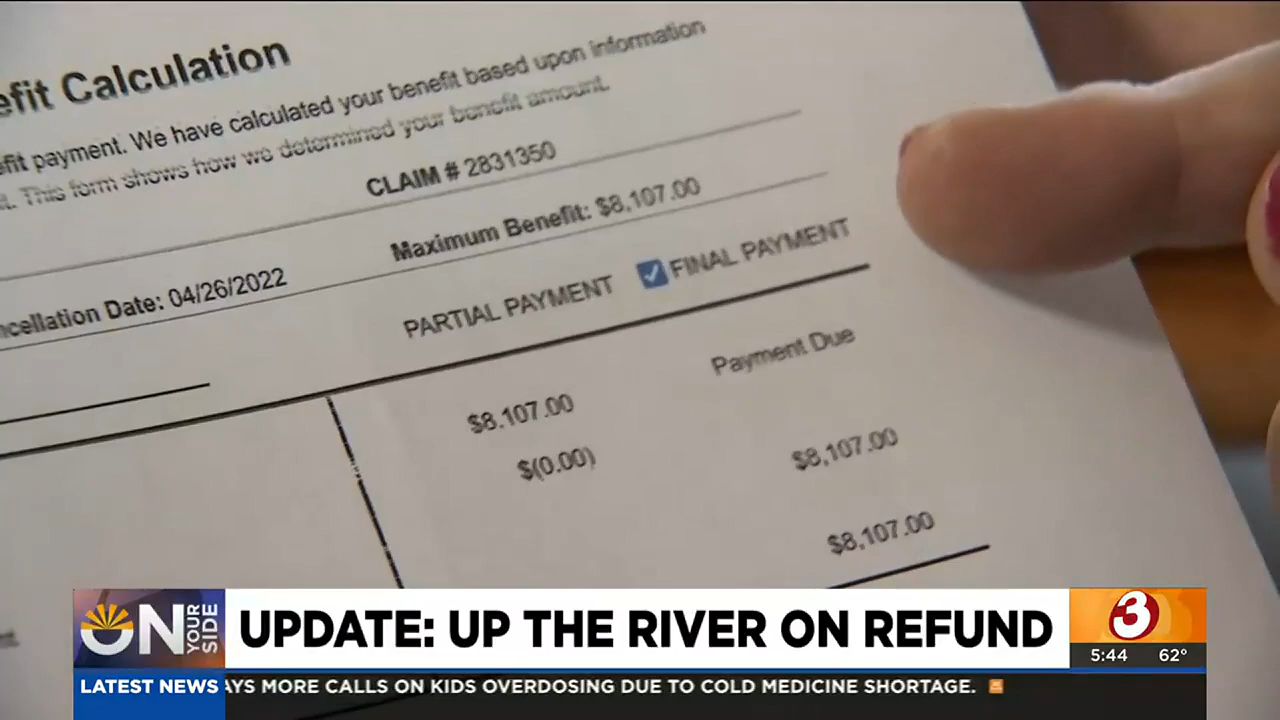 efit Calculation
efit payment. We have calculated your benefit based upon information
it. This form shows how we determined your benefit amount.
CLAIM # 2831350
Maximum Benefit: $8,107.00
ncellation Date: 04/26/2022
PARTIAL PAYMENT FINAL PAYMENT
Payment Due
$8,107.00
$(0.00) $8,107.00
$8,107.00
ON YOUR SIDE
UPDATE: UP THE RIVER ON REFUND
3
5:44 62°
LATEST NEWS AYS MORE CALLS ON KIDS OVERDOSING DUE TO COLD MEDICINE SHORTAGE.